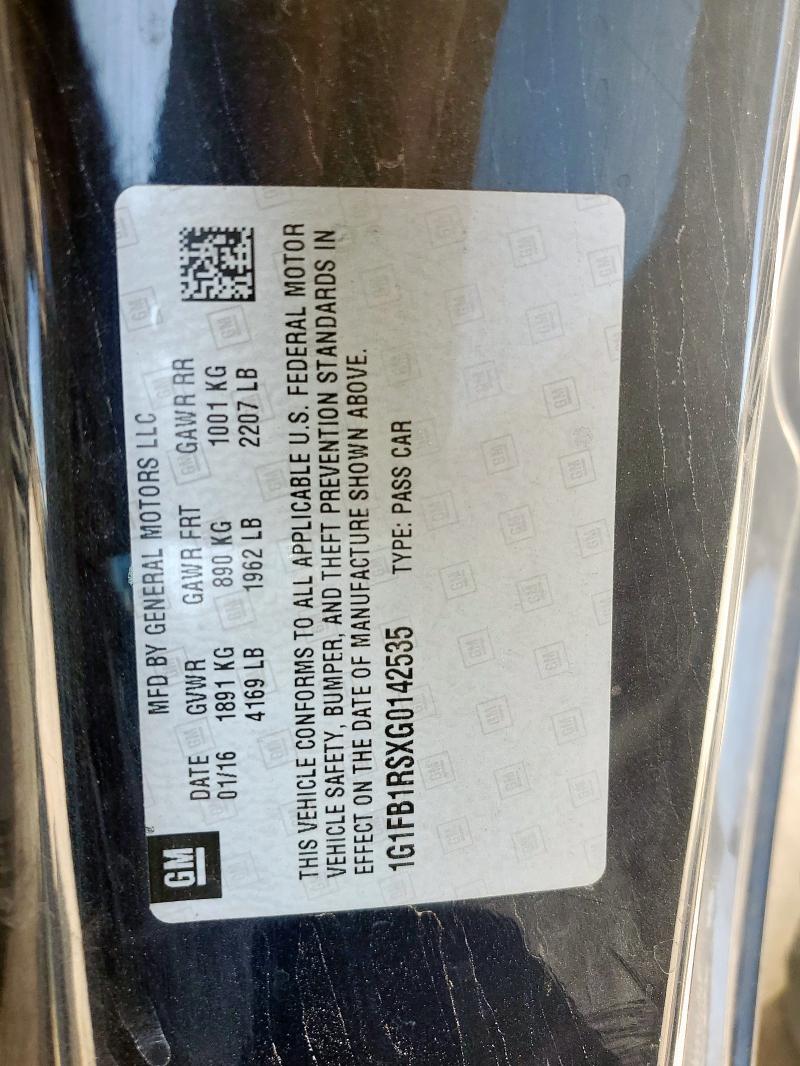 GM
MFD BY GENERAL MOTORS LLC
DATE GVWR GAWR FRT GAWR RR
01/16 1891 KG 890 KG 1001 KG
4169 LB 1962 LB 2207 LB
THIS VEHICLE CONFORMS TO ALL APPLICABLE U.S. FEDERAL MOTOR
VEHICLE SAFETY, BUMPER, AND THEFT PREVENTION STANDARDS IN
EFFECT ON THE DATE OF MANUFACTURE SHOWN ABOVE.
1G1FB1RSXG0142535 TYPE: PASS CAR